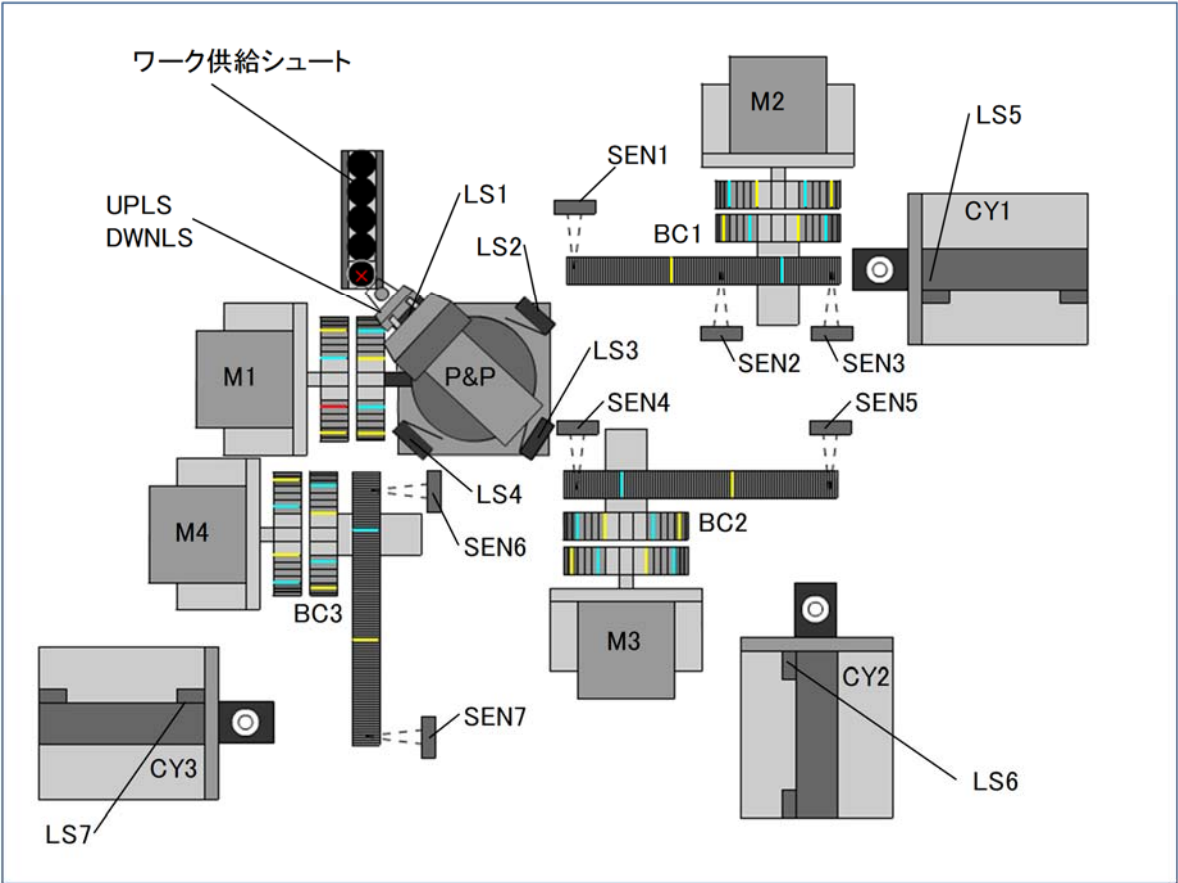 ワーク供給シュート
M2
LS5
SEN1
UPLS
DWNLS
LS1
LS2
BC1
CY1
SEN2
SEN3
LS3
M1
P&P
SEN4
SEN5
LS4
M4
SEN6
BC2
BC3
M3
CY2
SEN7
CY3
LS6
LS7